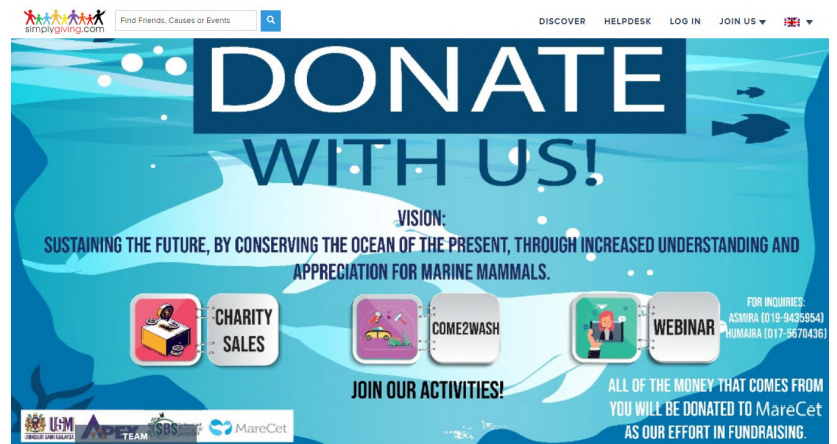 simplygiving.com
Find Friends, Causes or Events
DISCOVER HELPDESK LOG IN JOIN US
DONATE
WITH US!
VISION:
SUSTAINING THE FUTURE, BY CONSERVING THE OCEAN OF THE PRESENT, THROUGH INCREASED UNDERSTANDING AND
APPRECIATION FOR MARINE MAMMALS.
CHARITY
SALES
COME2WASH
WEBINAR
FOR INQUIRIES:
ASMIRA (019-9435954)
HUMAIRA (017-5670436)
JOIN OUR ACTIVITIES!
ALL OF THE MONEY THAT COMES FROM
YOU WILL BE DONATED TO MareCet
AS OUR EFFORT IN FUNDRAISING.
USM
UNIVERSITI SAINS MALAYSIA
APEX
TEAM
SBS
MareCet